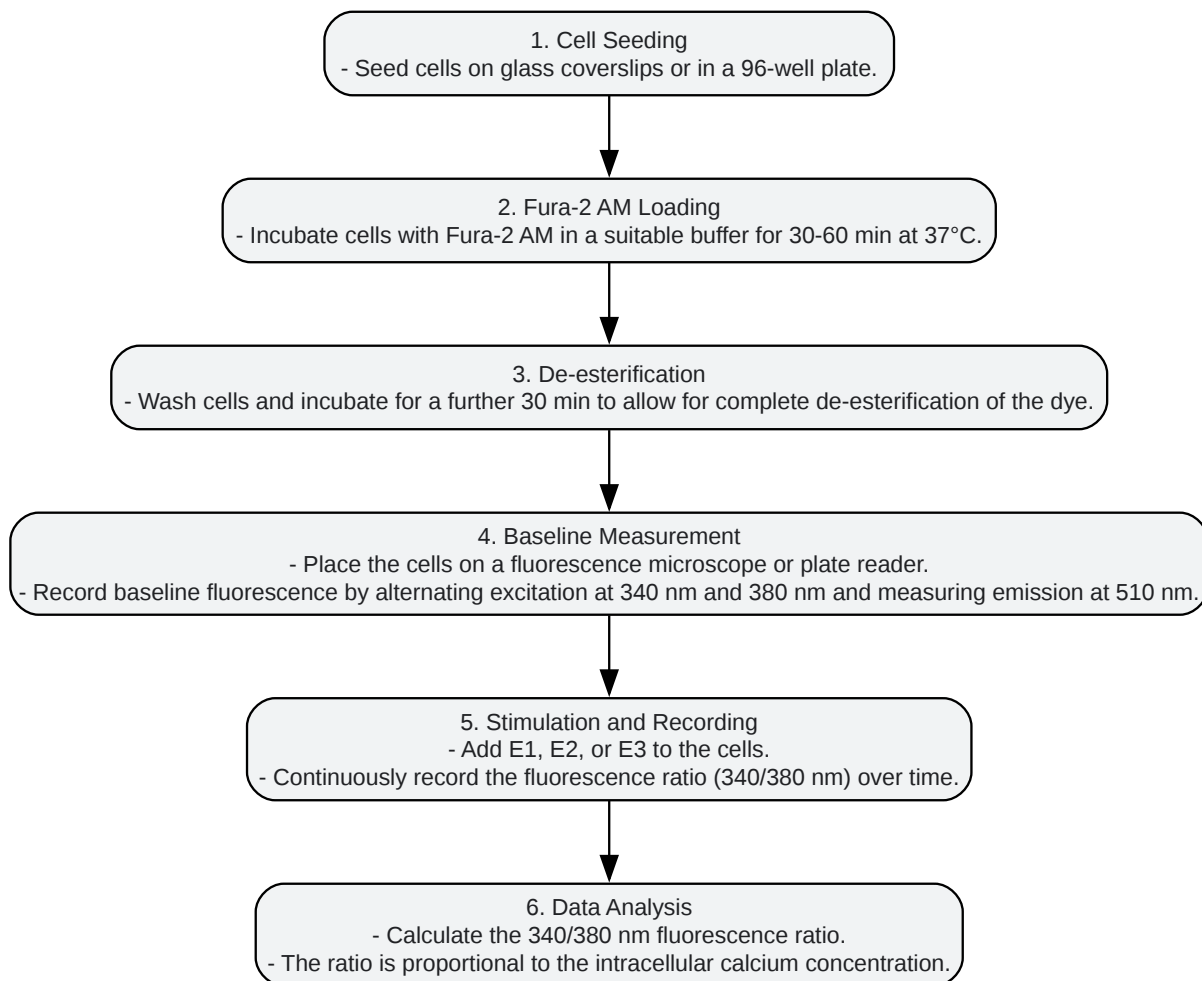 1. Cell Seeding
- Seed cells on glass coverslips or in a 96-well plate.
2. Fura-2 AM Loading
- Incubate cells with Fura-2 AM in a suitable buffer for 30-60 min at 37°C.
3. De-esterification
- Wash cells and incubate for a further 30 min to allow for complete de-esterification of the dye.
4. Baseline Measurement
- Place the cells on a fluorescence microscope or plate reader.
- Record baseline fluorescence by alternating excitation at 340 nm and 380 nm and measuring emission at 510 nm.
5. Stimulation and Recording
- Add E1, E2, or E3 to the cells.
- Continuously record the fluorescence ratio (340/380 nm) over time.
6. Data Analysis
- Calculate the 340/380 nm fluorescence ratio.
- The ratio is proportional to the intracellular calcium concentration.